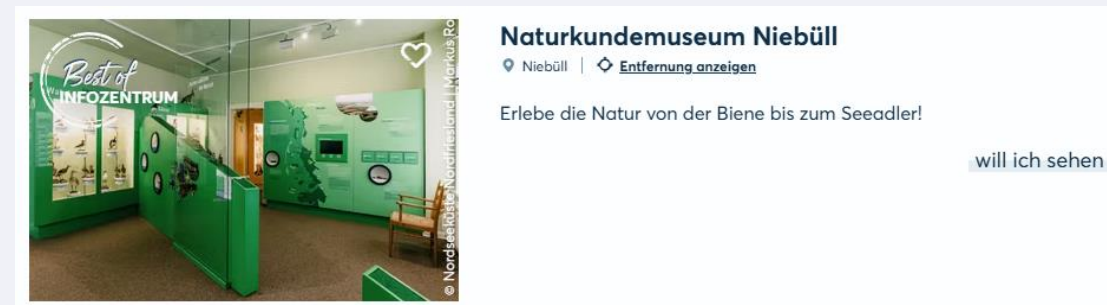 Best of
INFOZENTRUM
© Nordseeküste Nordfriesland | Markus Ro
Naturkundemuseum Niebüll
Niebüll | Entfernung anzeigen
Erlebe die Natur von der Biene bis zum Seeadler!
will ich sehen